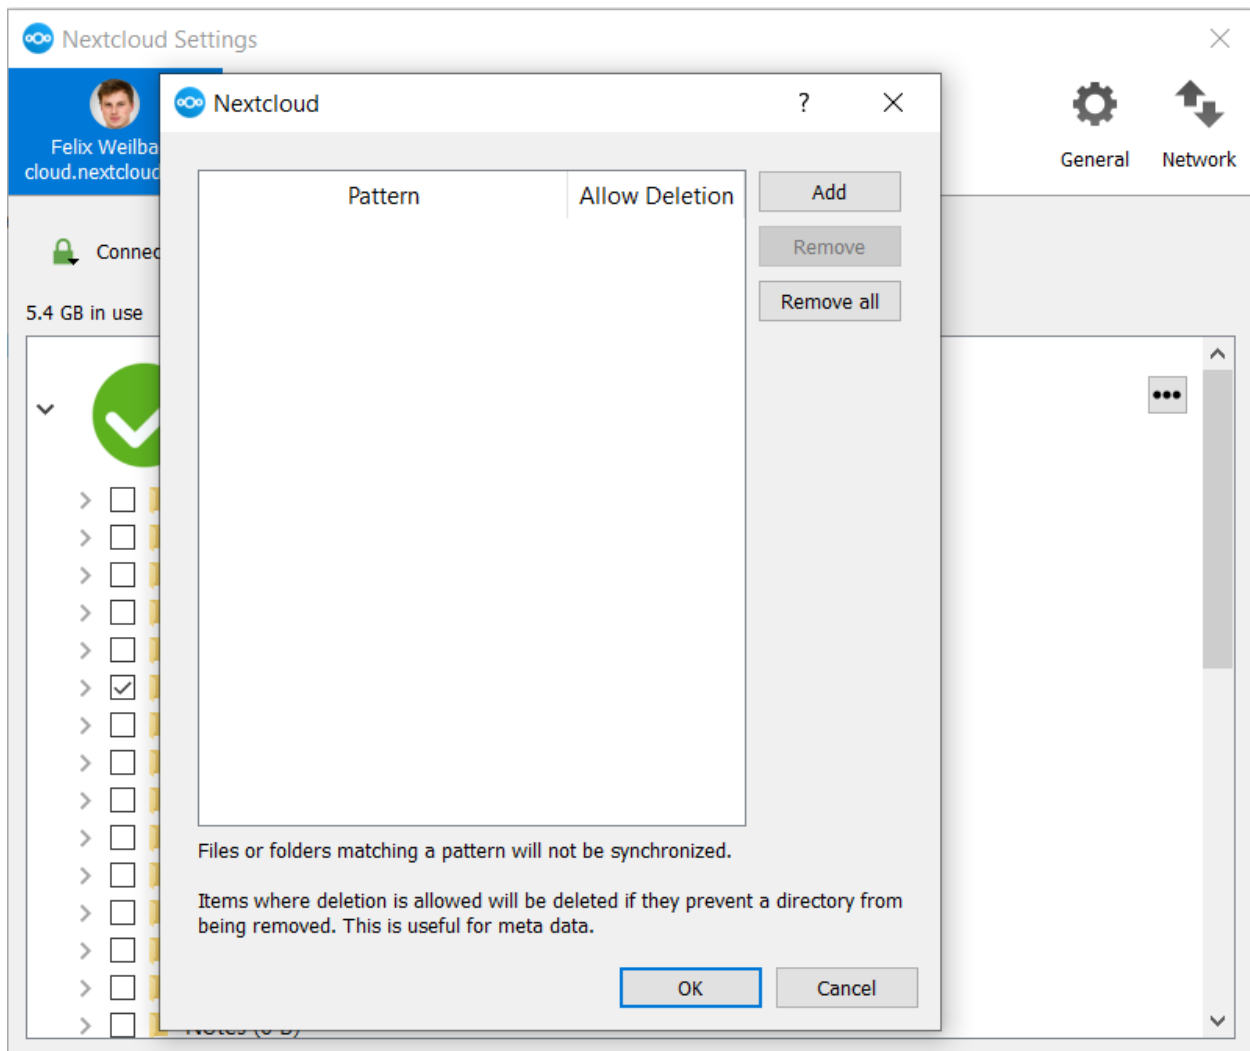 Nextcloud Settings
Felix Weilba
cloud.nextcloud
General
Network
Nextcloud
?
Pattern
Allow Deletion
Add
Remove
Remove all
Connec
5.4 GB in use
Files or folders matching a pattern will not be synchronized.
Items where deletion is allowed will be deleted if they prevent a directory from
being removed. This is useful for meta data.
OK
Cancel